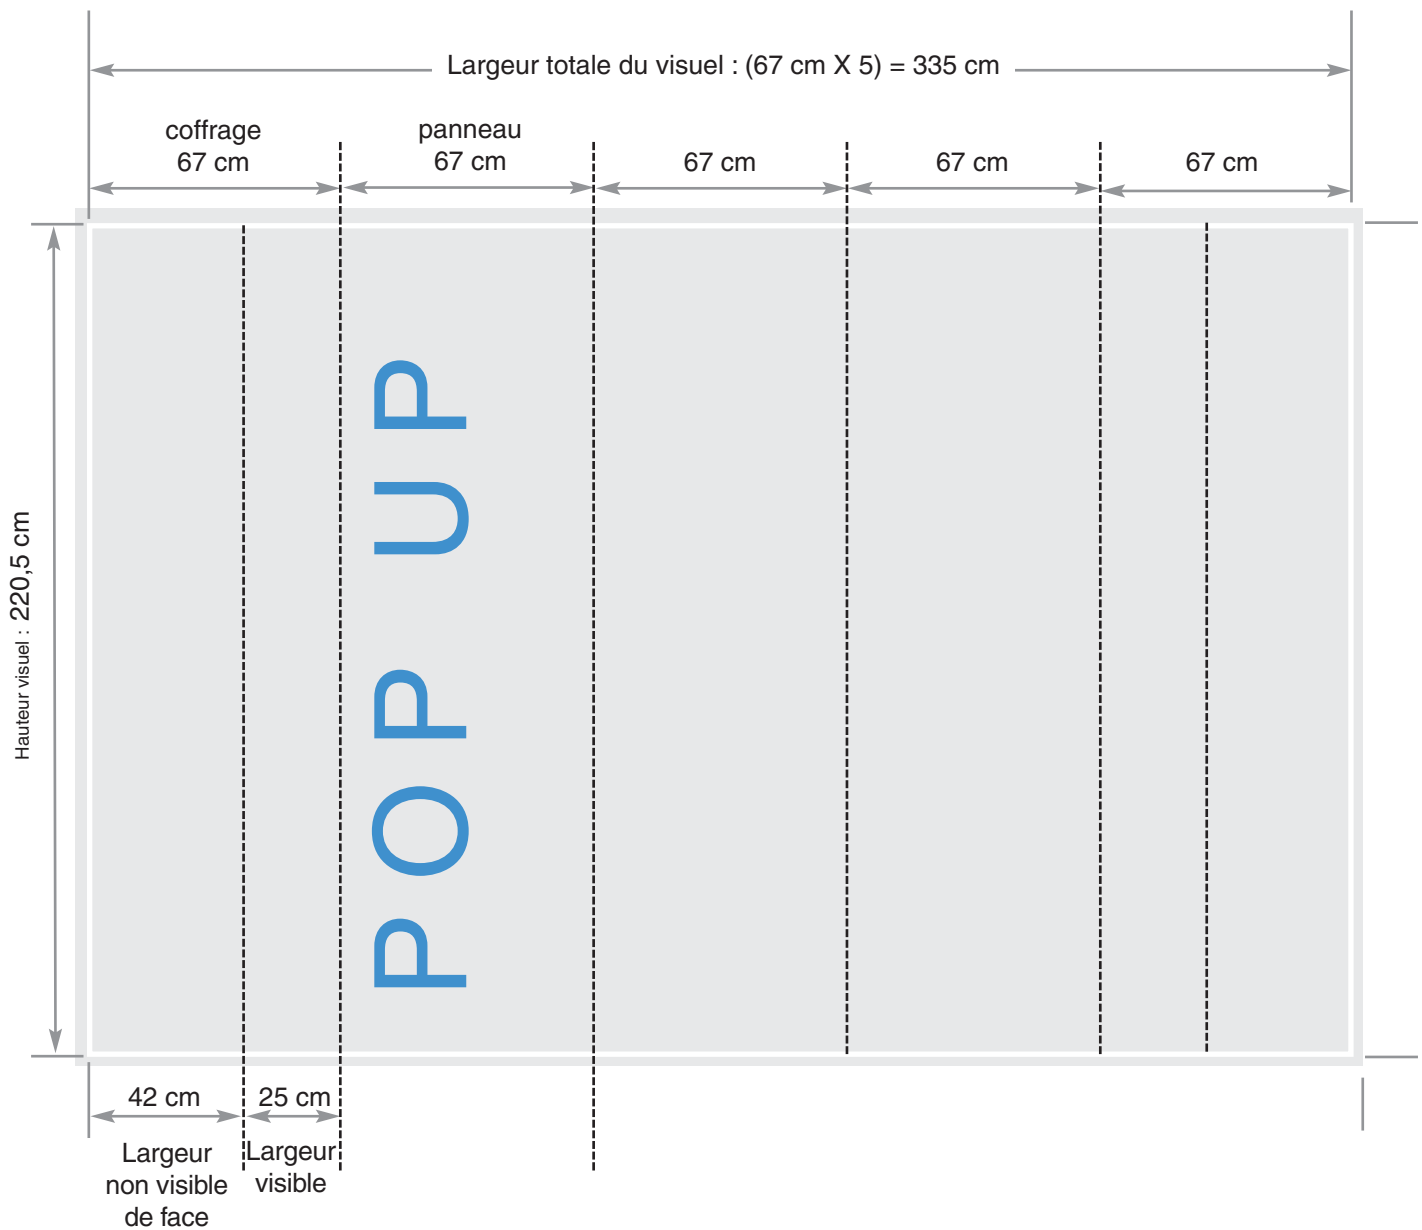 Largeur totale du visuel : (67 cm X 5) = 335 cm
coffrage
67 cm
panneau
67 cm
67 cm
67 cm
67 cm
Hauteur visuel : 220,5 cm
POP UP
42 cm
25 cm
Largeur
non visible
de face
Largeur
visible